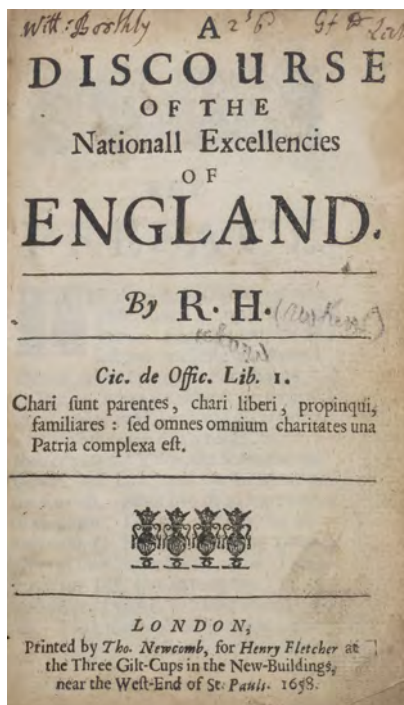 Will: Boothby
A
DISCOURSE
OF THE
Nationall Excellencies
OF
ENGLAND.
By R. H.
Cic. de Offic. Lib. 1.
Chari sunt parentes, chari liberi, propinqui,
familiares: sed omnes omnium charitates una
Patria complexa est.
LONDON,
Printed by Tho. Newcomb, for Henry Fletcher at
the Three Gilt-Cups in the New-Buildings,
near the West-End of St. Pauls. 1658.